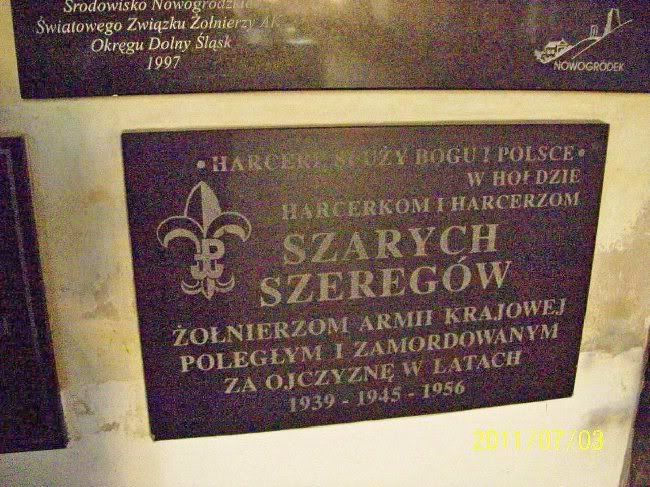 Środowisko Nowogródzkie
Światowego Związku Żołnierzy AK
Okręgu Dolny Śląsk
1997
NOWOGRÓDEK
• HARCERZ SŁUŻY BOGU I POLSCE •
W HOŁDZIE
HARCERKOM I HARCERZOM
SZARYCH
SZEREGÓW
ŻOŁNIERZOM ARMII KRAJOWEJ
POLEGŁYM I ZAMORDOWANYM
ZA OJCZYZNĘ W LATACH
1939 - 1945 - 1956
2011/07/03